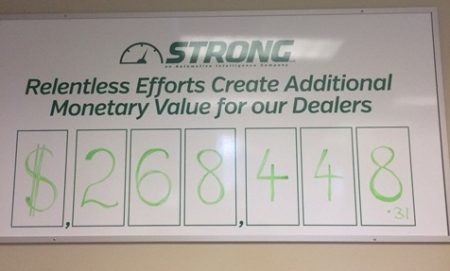 STRONG
an Automotive Intelligence Company
Relentless Efforts Create Additional
Monetary Value for our Dealers
$,268,448
.31